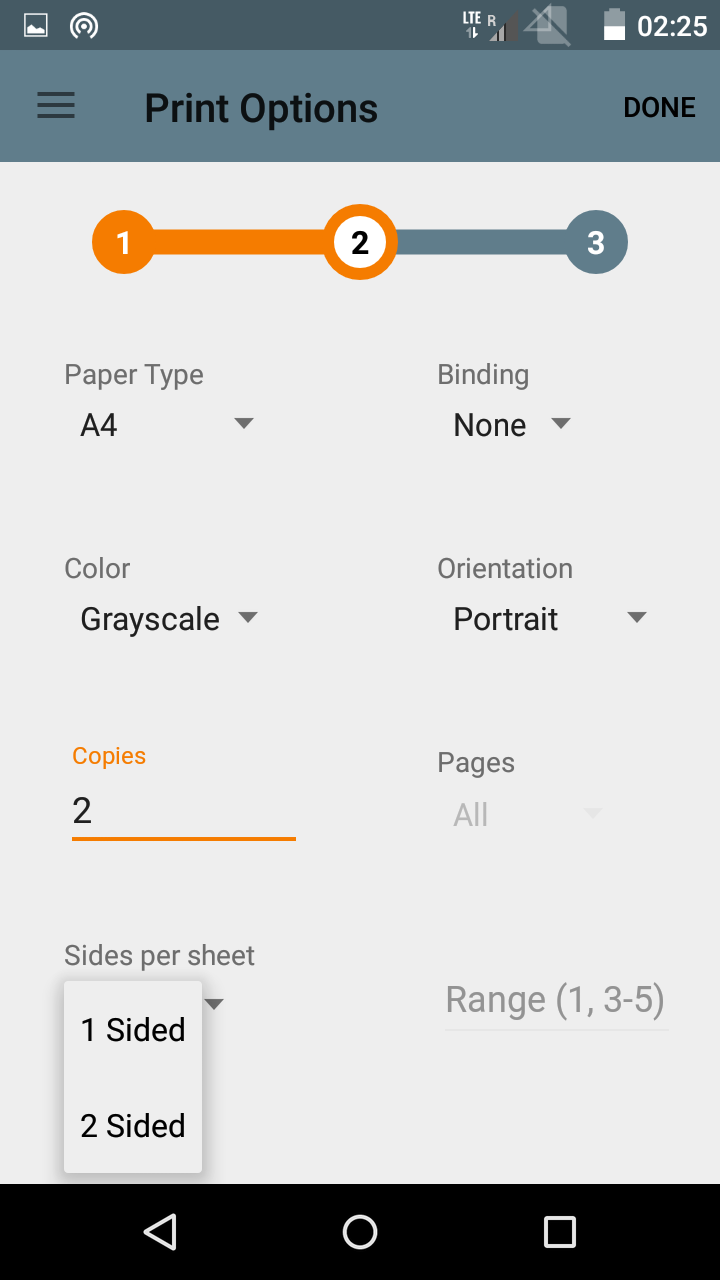 LTE R 02:25
Print Options DONE
1 2 3
Paper Type Binding
A4 None
Color Orientation
Grayscale Portrait
Copies Pages
2 All
Sides per sheet
Range (1, 3-5)
1 Sided
2 Sided